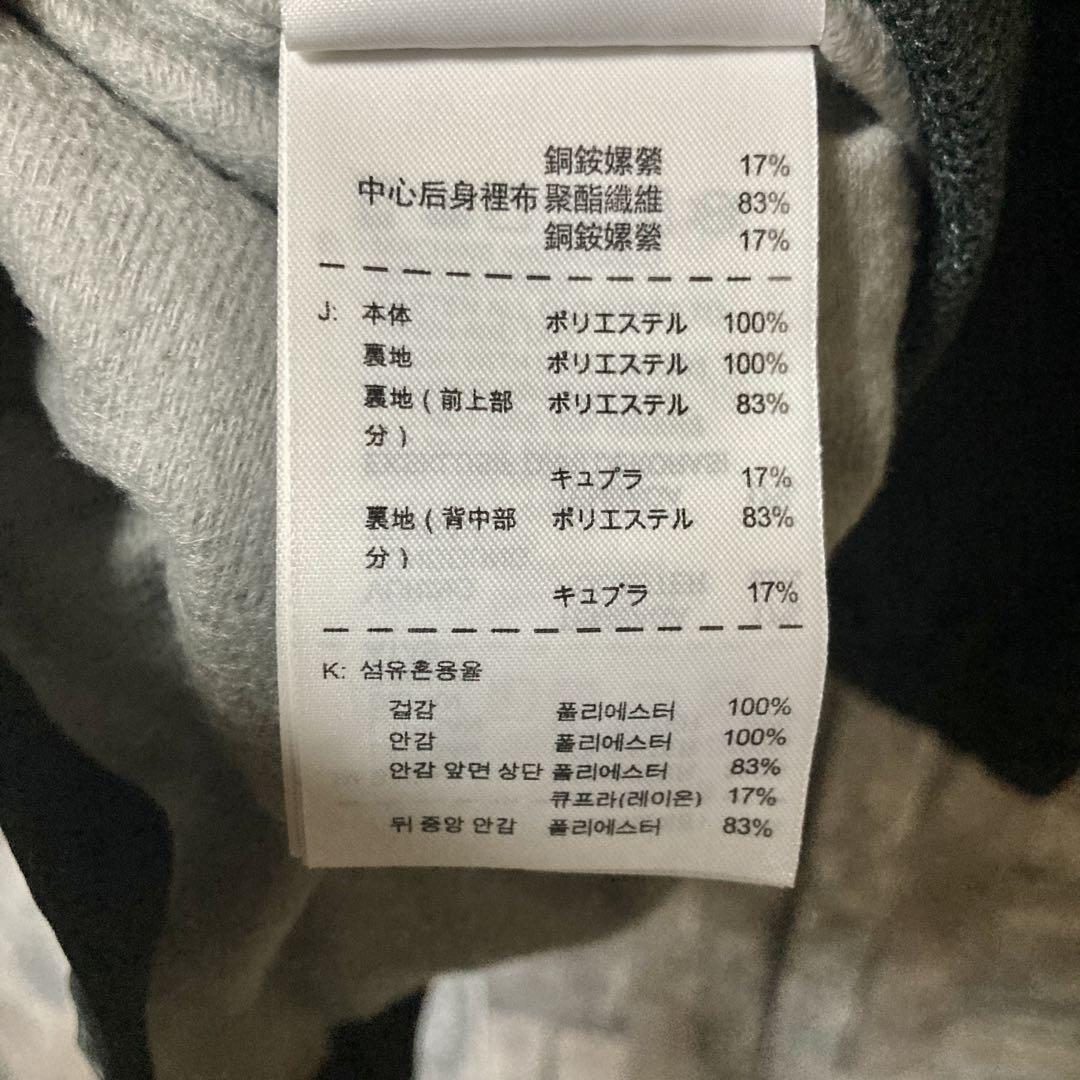 銅銨嫘縈 17%
中心后身裡布 聚酯纖維 83%
銅銨嫘縈 17%
J: 本体 ポリエステル 100%
裏地 ポリエステル 100%
裏地 ( 前上部 ポリエステル 83%
分 )
キュプラ 17%
裏地 ( 背中部 ポリエステル 83%
分 )
キュプラ 17%
K: 섬유혼용율
겉감 폴리에스터 100%
안감 폴리에스터 100%
안감 앞면 상단 폴리에스터 83%
큐프라(레이온) 17%
뒤 중앙 안감 폴리에스터 83%